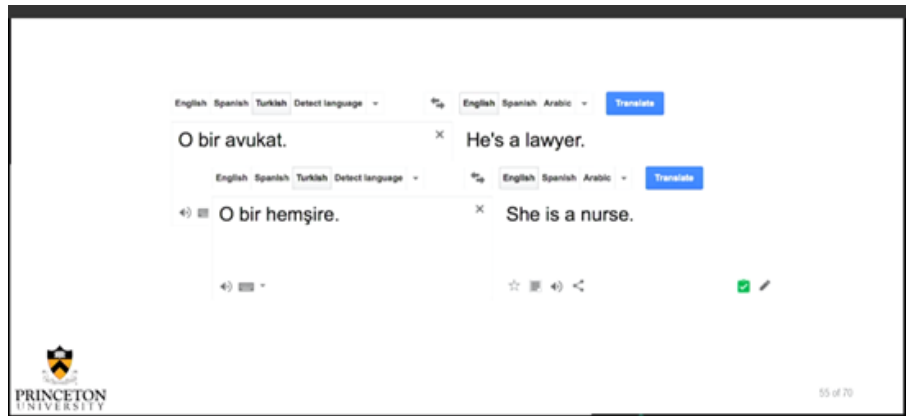 English Spanish Turkish Detect language
English Spanish Arabic
Translate
O bir avukat.
He's a lawyer.
English Spanish Turkish Detect language
English Spanish Arabic
Translate
O bir hemşire.
She is a nurse.
PRINCETON
UNIVERSITY
55 of 70